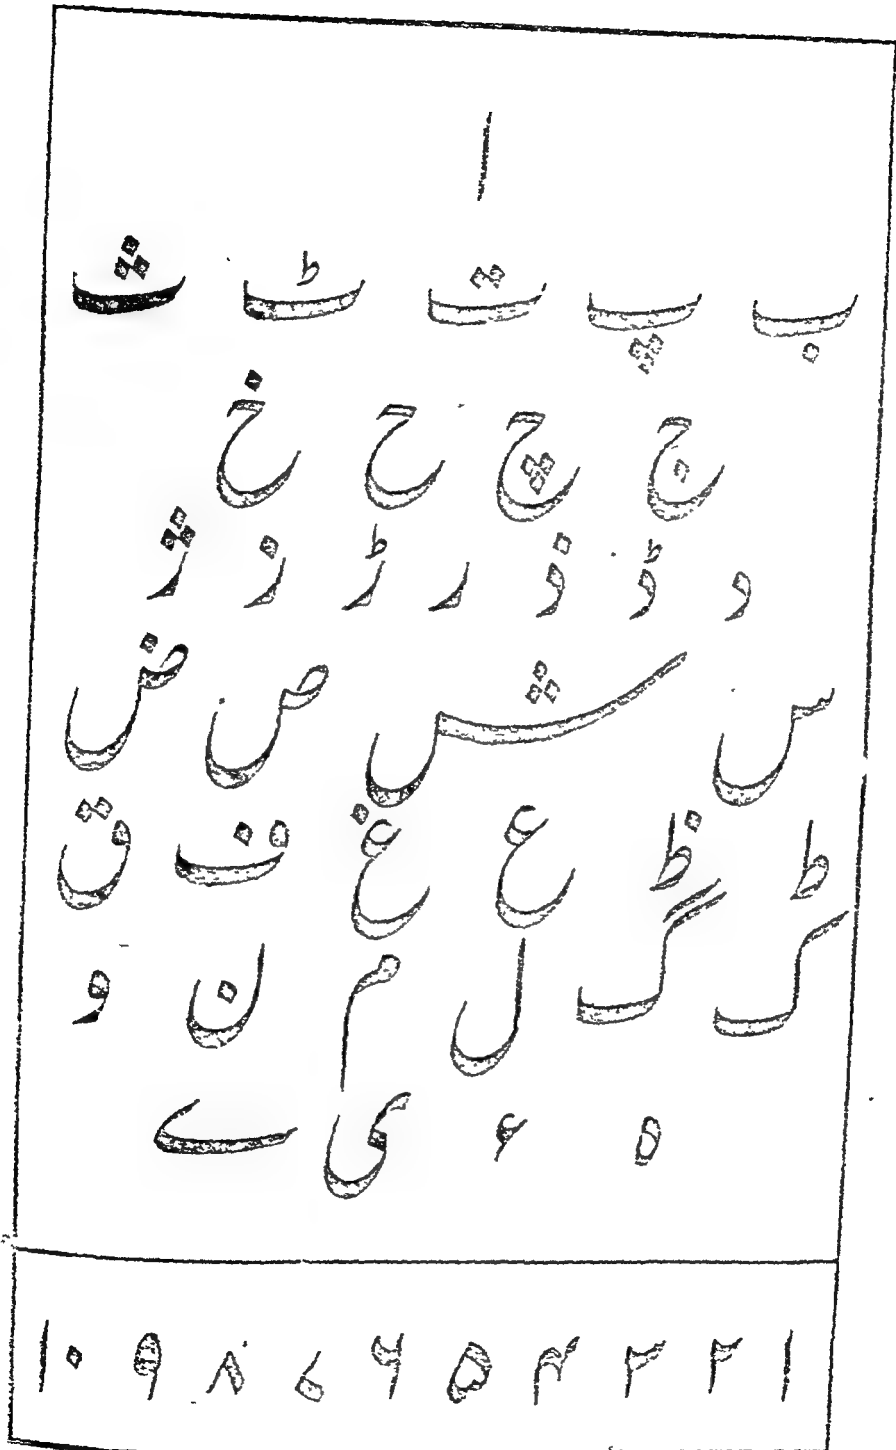 ا
ب پ ت ٹ ث
ج چ ح خ
د ڈ ذ ر ڑ ز ژ
س ش ص ض
ط ظ ع غ ف ق
ک گ ل م ن و
ہ ء ی ے
۱ ۲ ۳ ۴ ۵ ۶ ۷ ۸ ۹ ۱۰